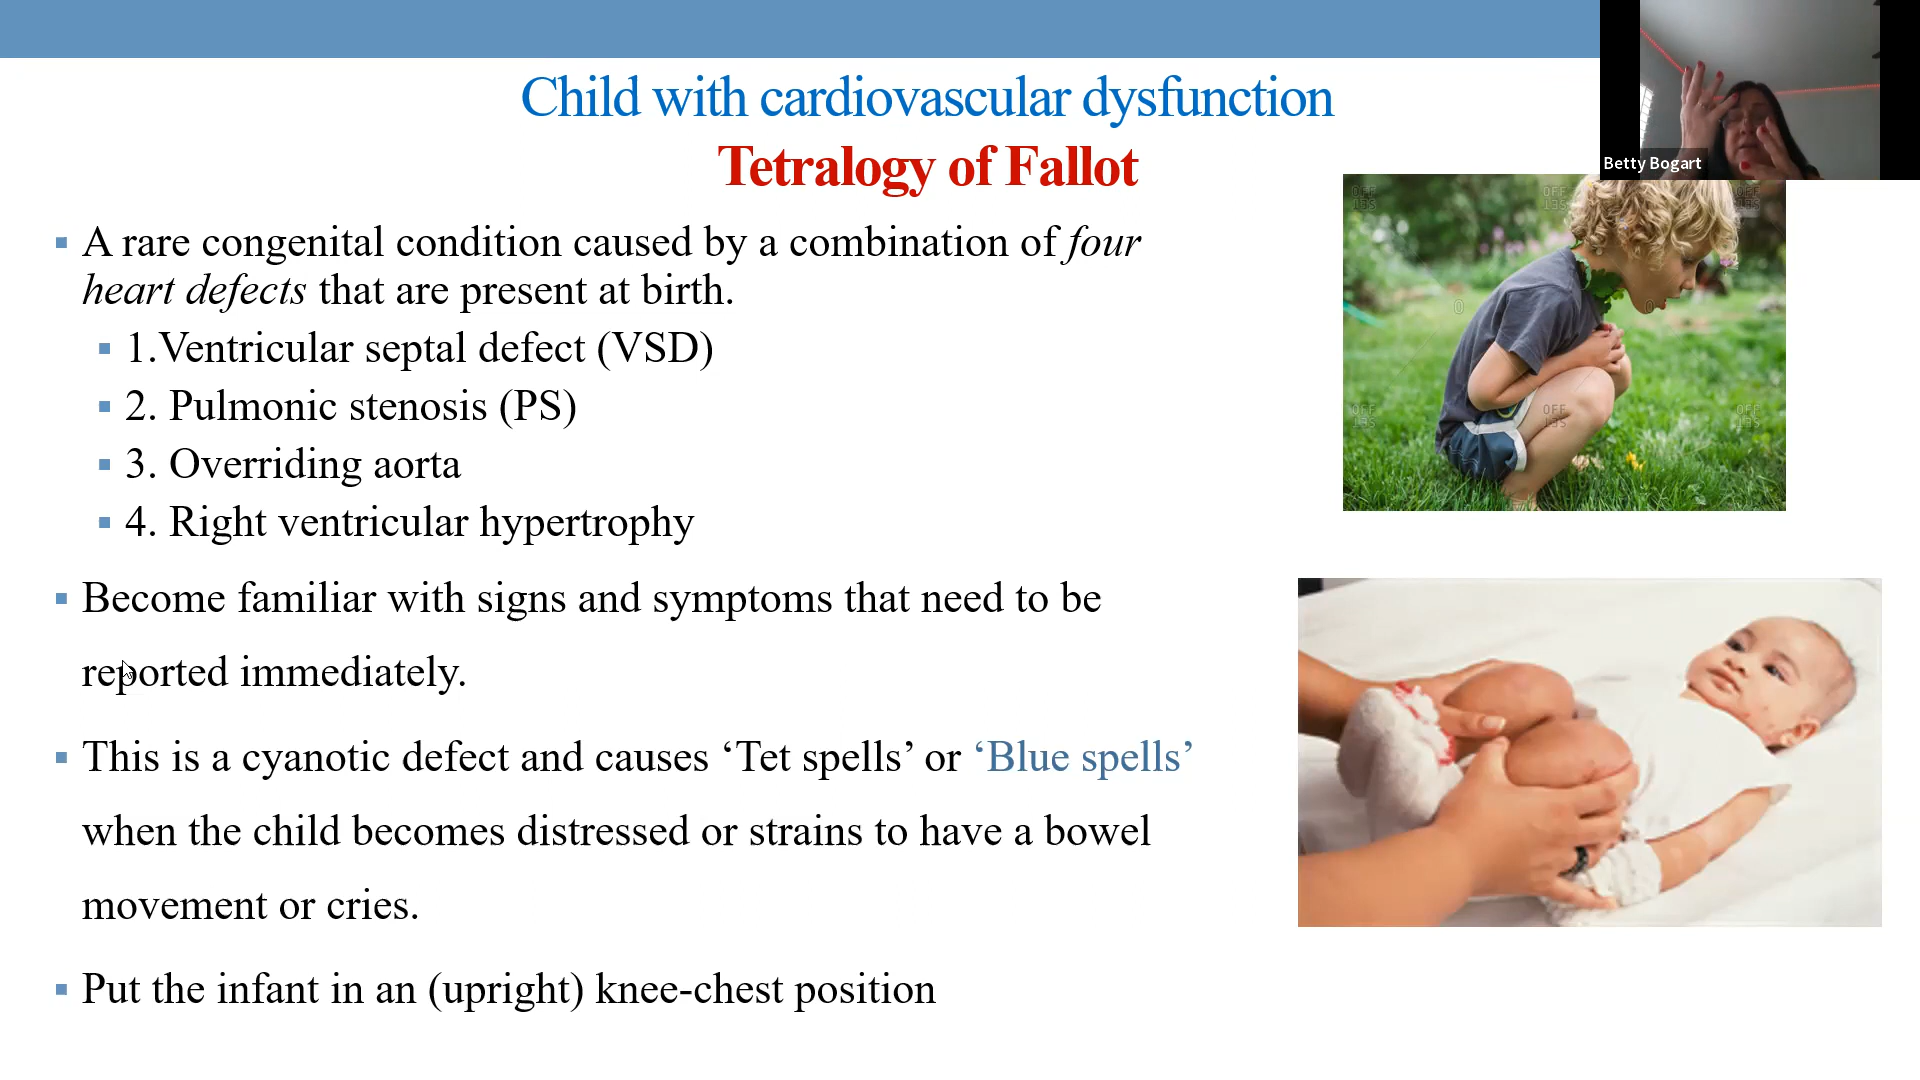 Child with cardiovascular dysfunction
Tetralogy of Fallot
Betty Bogart
A rare congenital condition caused by a combination of four
heart defects that are present at birth.
1.Ventricular septal defect (VSD)
2. Pulmonic stenosis (PS)
3. Overriding aorta
4. Right ventricular hypertrophy
Become familiar with signs and symptoms that need to be
reported immediately.
This is a cyanotic defect and causes ‘Tet spells’ or ‘Blue spells’
when the child becomes distressed or strains to have a bowel
movement or cries.
Put the infant in an (upright) knee-chest position